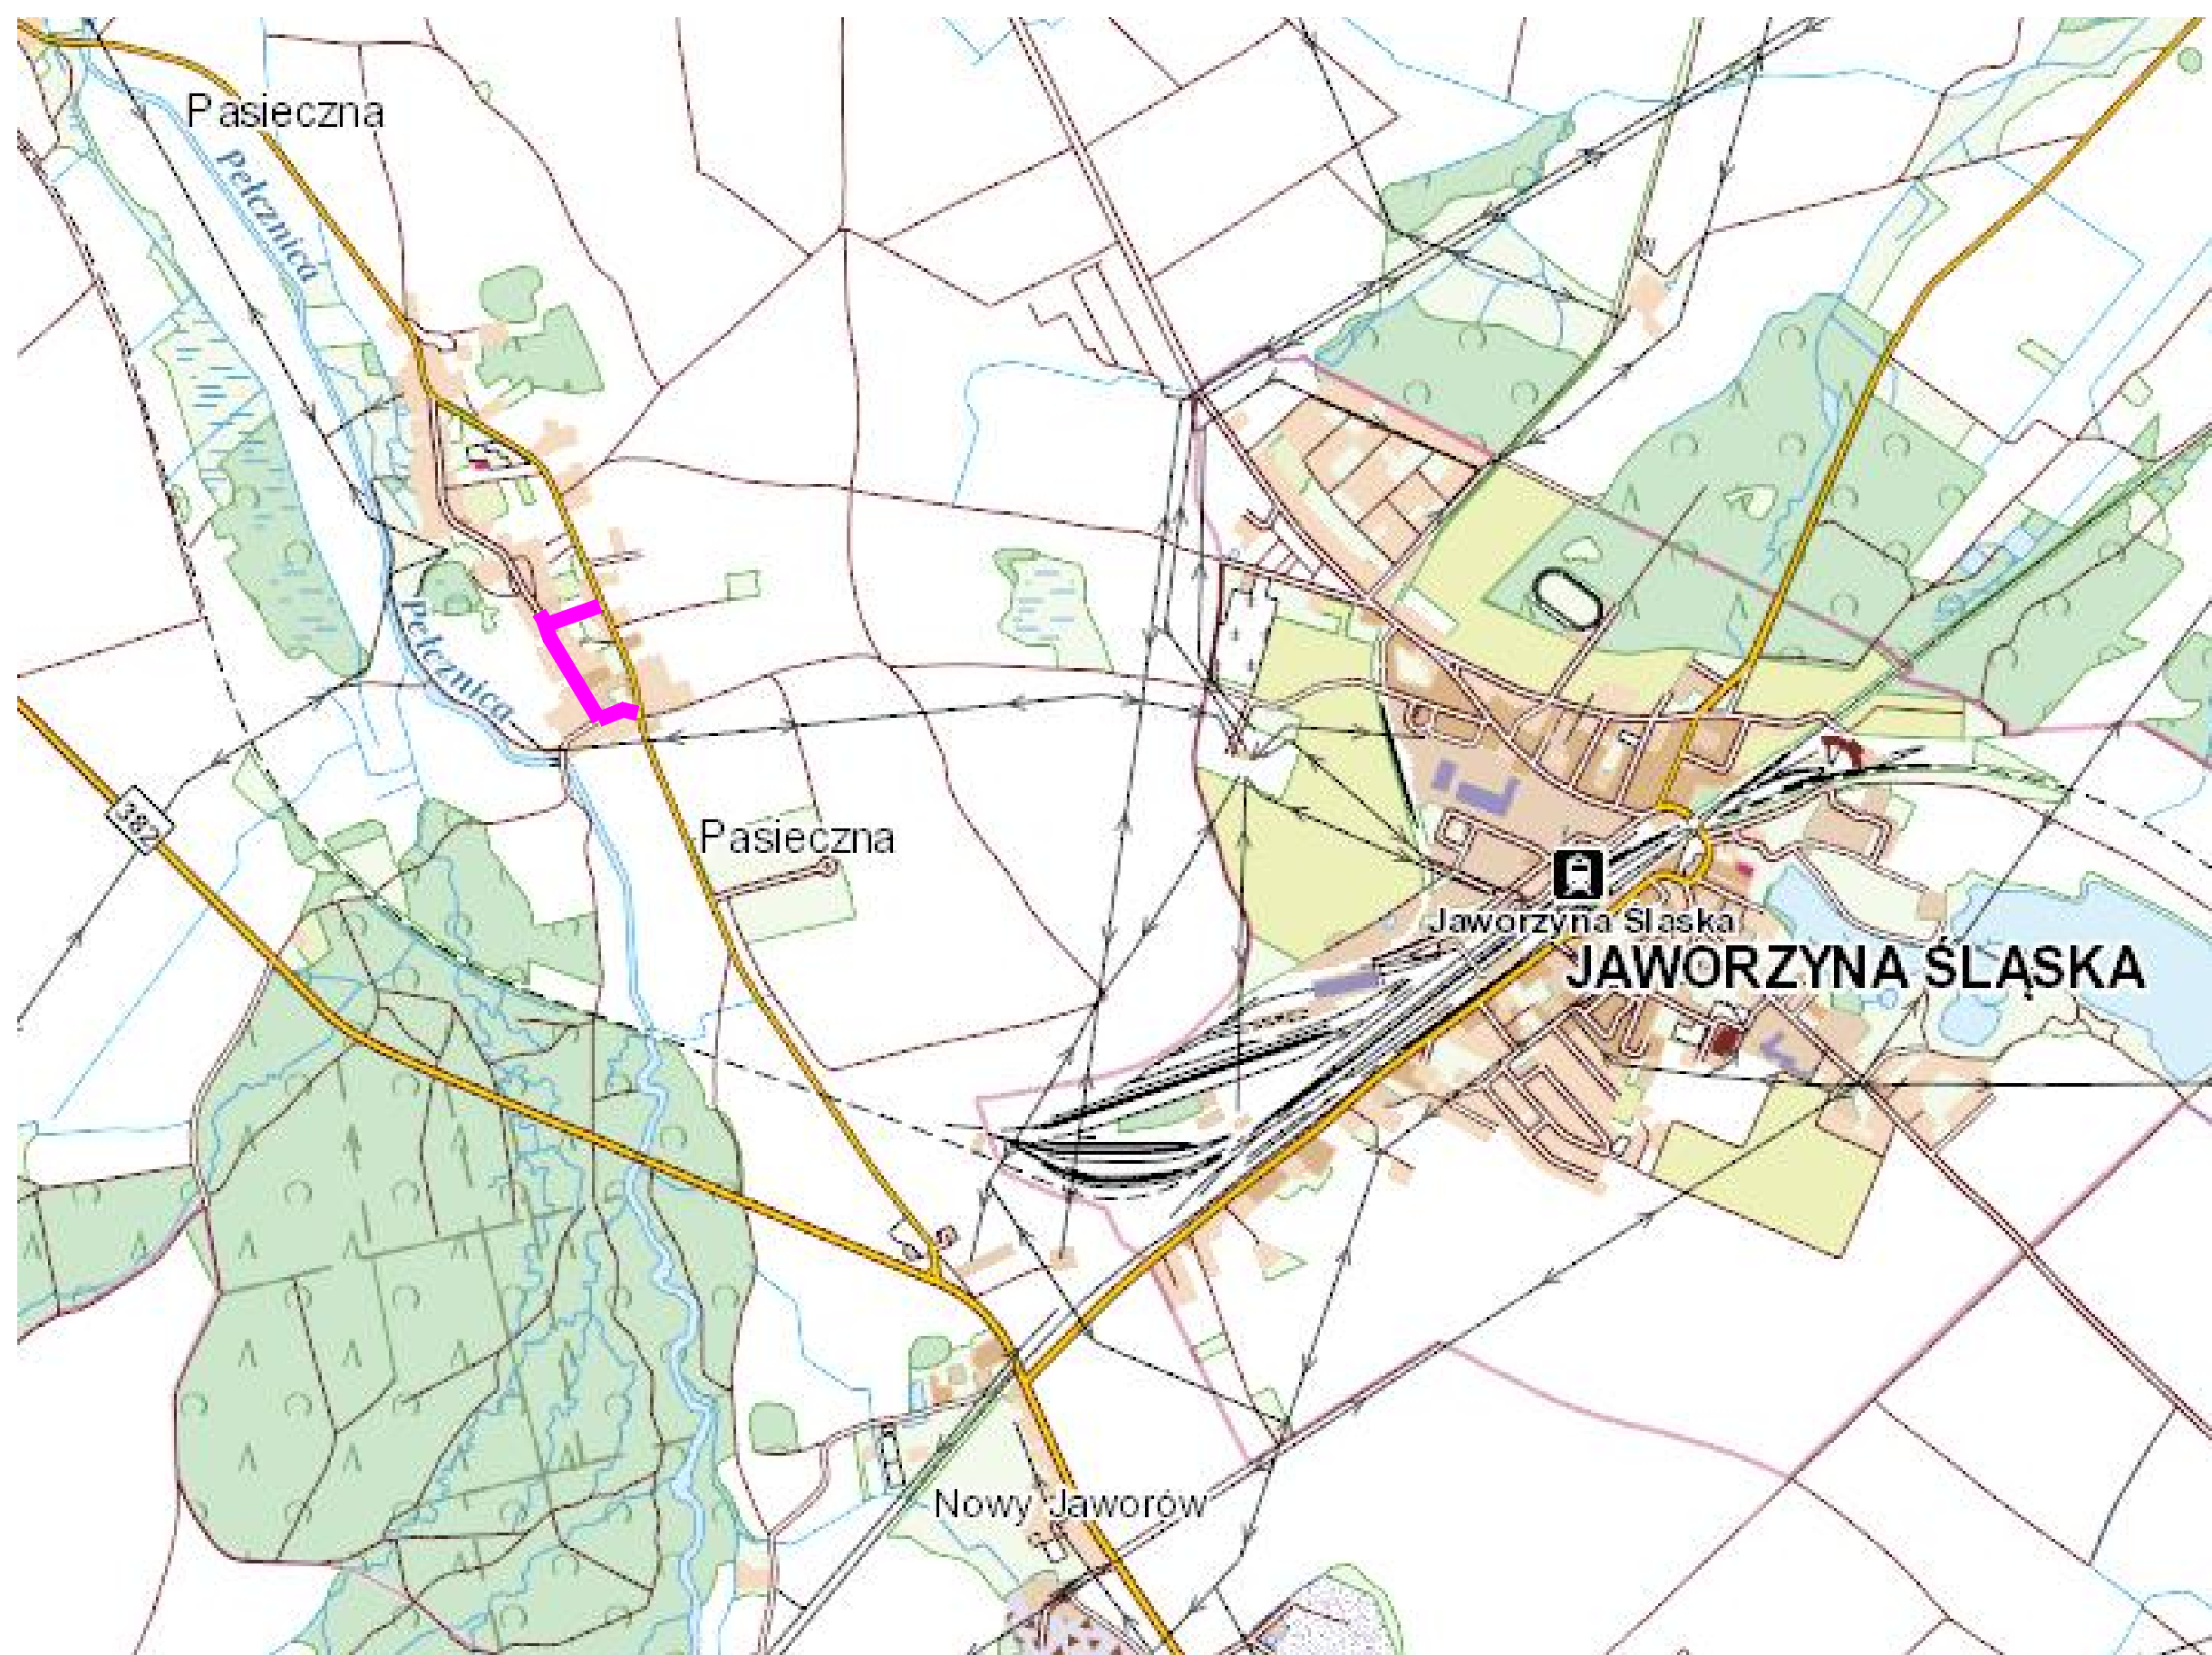 Pasieczna
Pełcznica
Pełcznica
382
Pasieczna
Jaworzyna Śląska
JAWORZYNA ŚLĄSKA
Nowy Jaworów